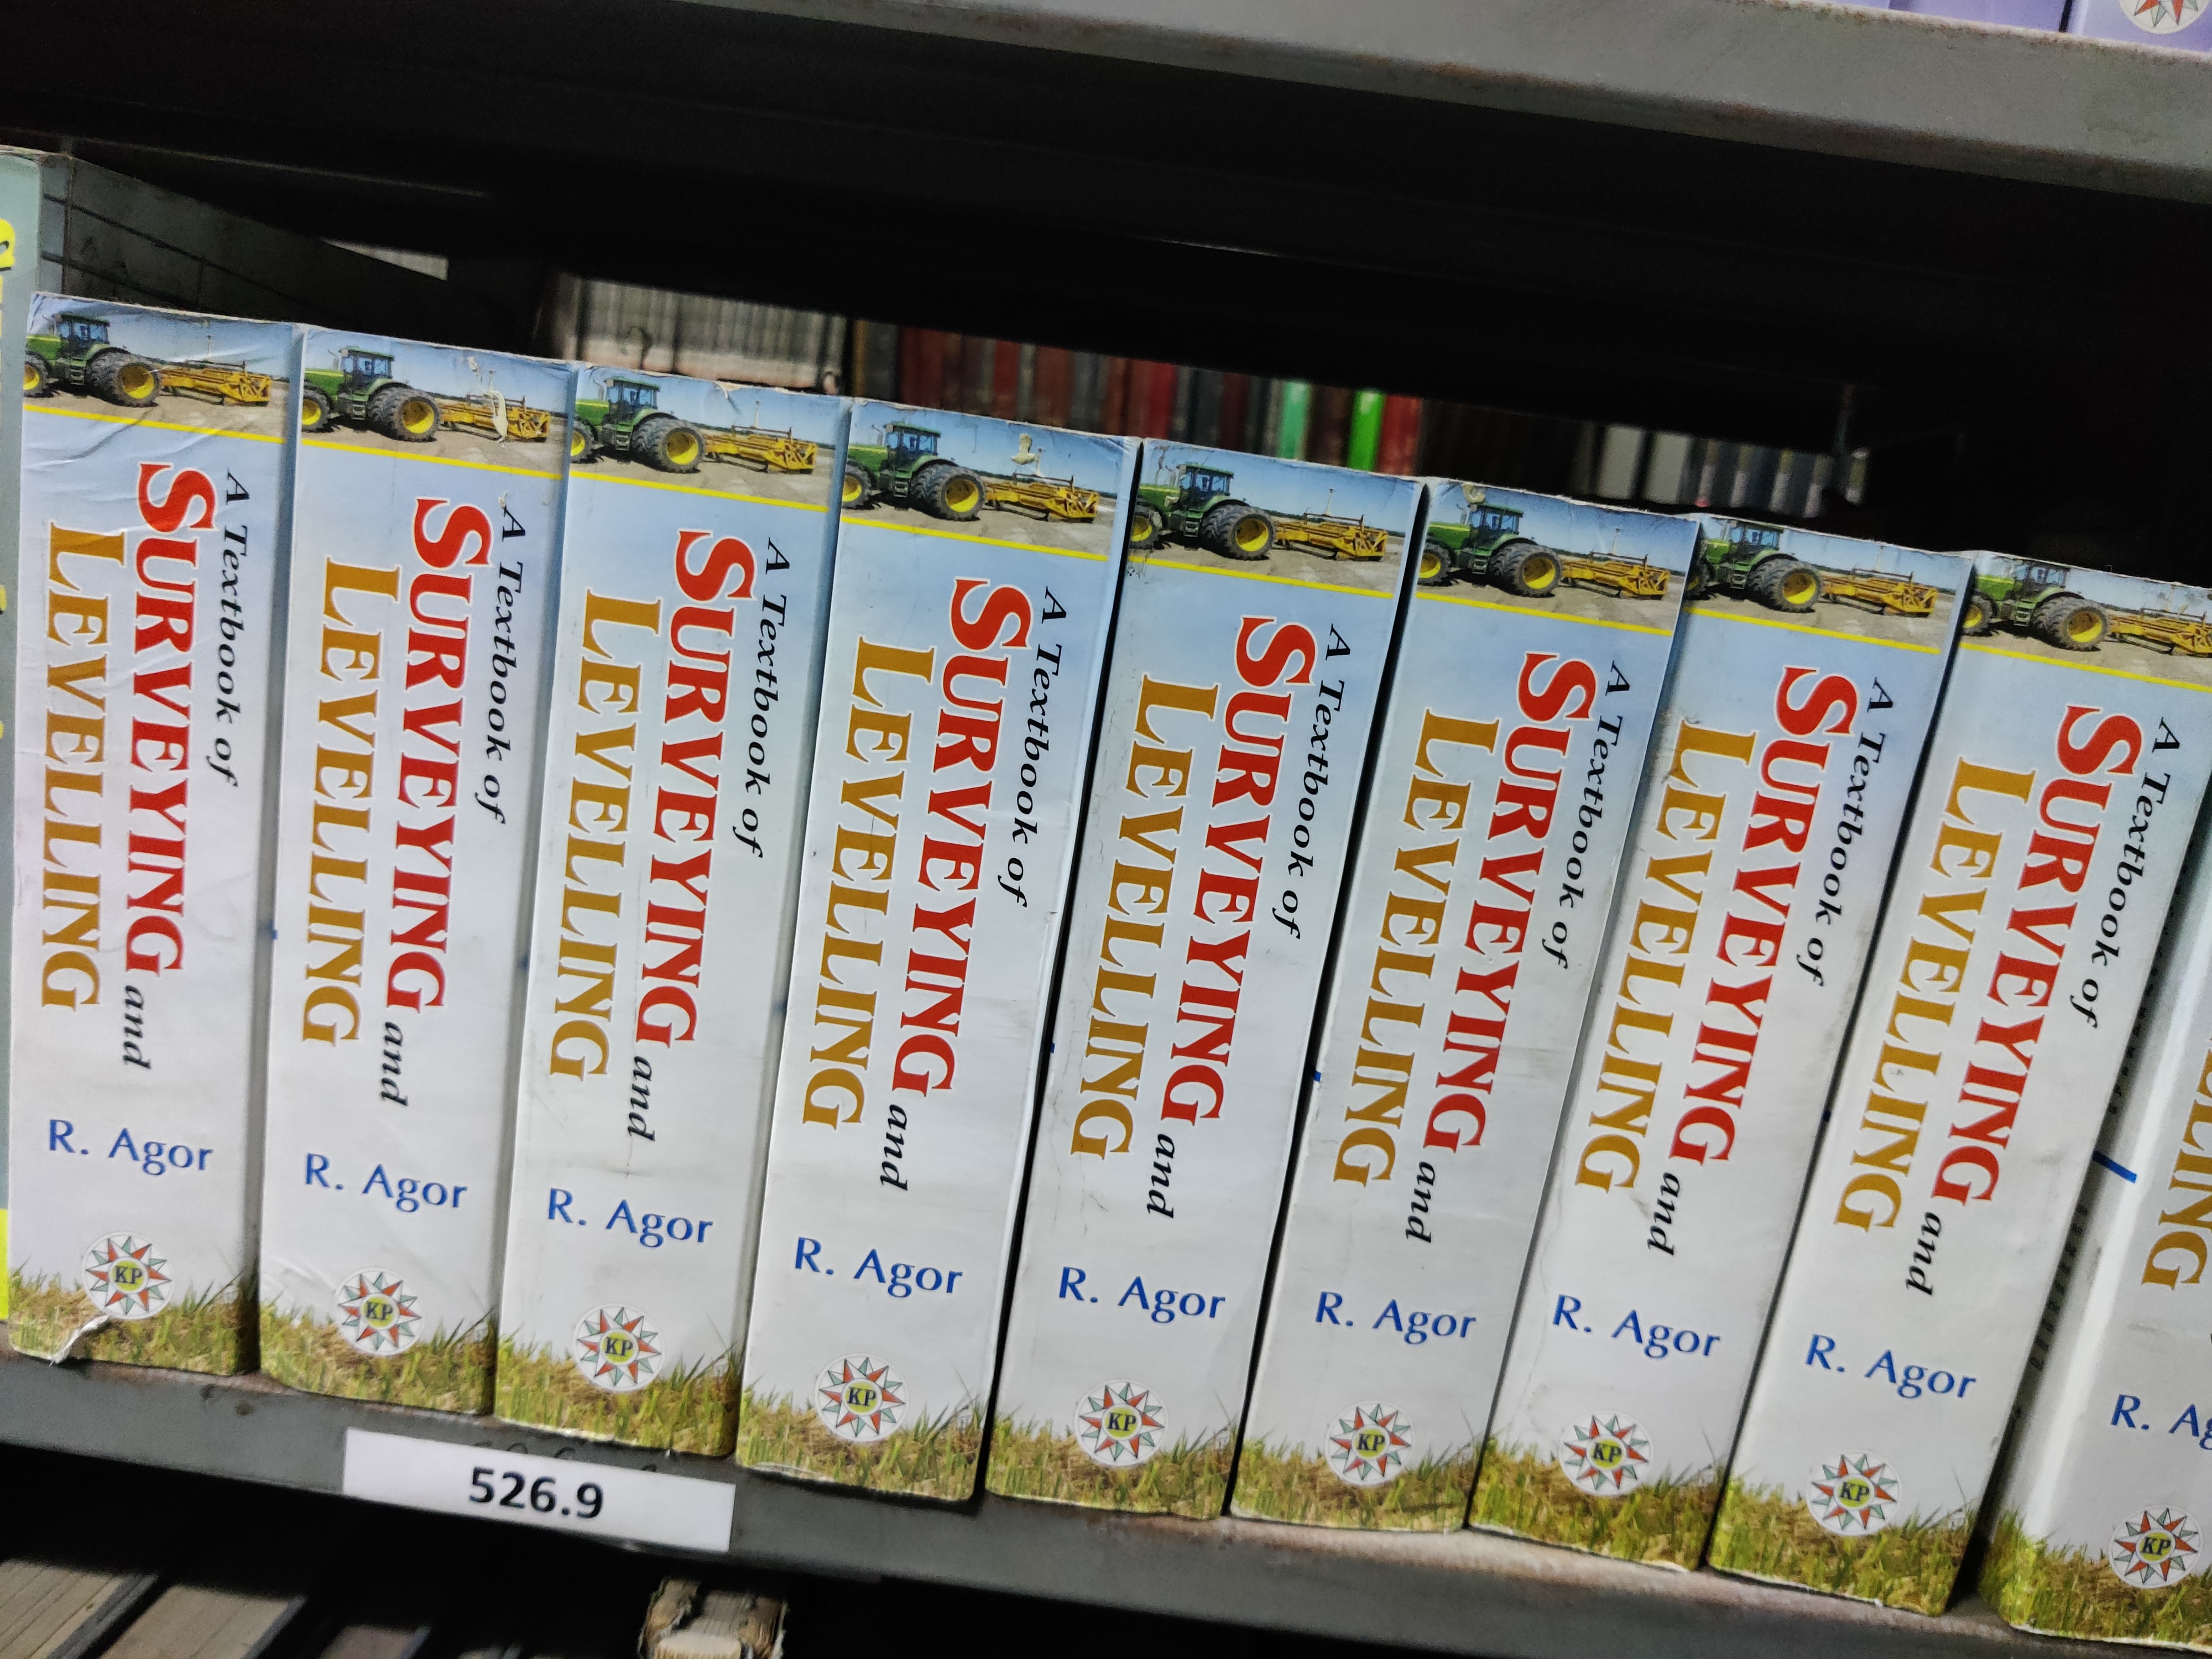 A Textbook of
SURVEYING and
LEVELLING
R. Agor
KP
A Textbook of
SURVEYING and
LEVELLING
R. Agor
KP
A Textbook of
SURVEYING and
LEVELLING
R. Agor
KP
A Textbook of
SURVEYING and
LEVELLING
R. Agor
KP
A Textbook of
SURVEYING and
LEVELLING
R. Agor
KP
A Textbook of
SURVEYING and
LEVELLING
R. Agor
KP
A Textbook of
SURVEYING and
LEVELLING
R. Agor
KP
A Textbook of
SURVEYING and
LEVELLING
R. Agor
KP
LLING
R. Ag
KP
526.9